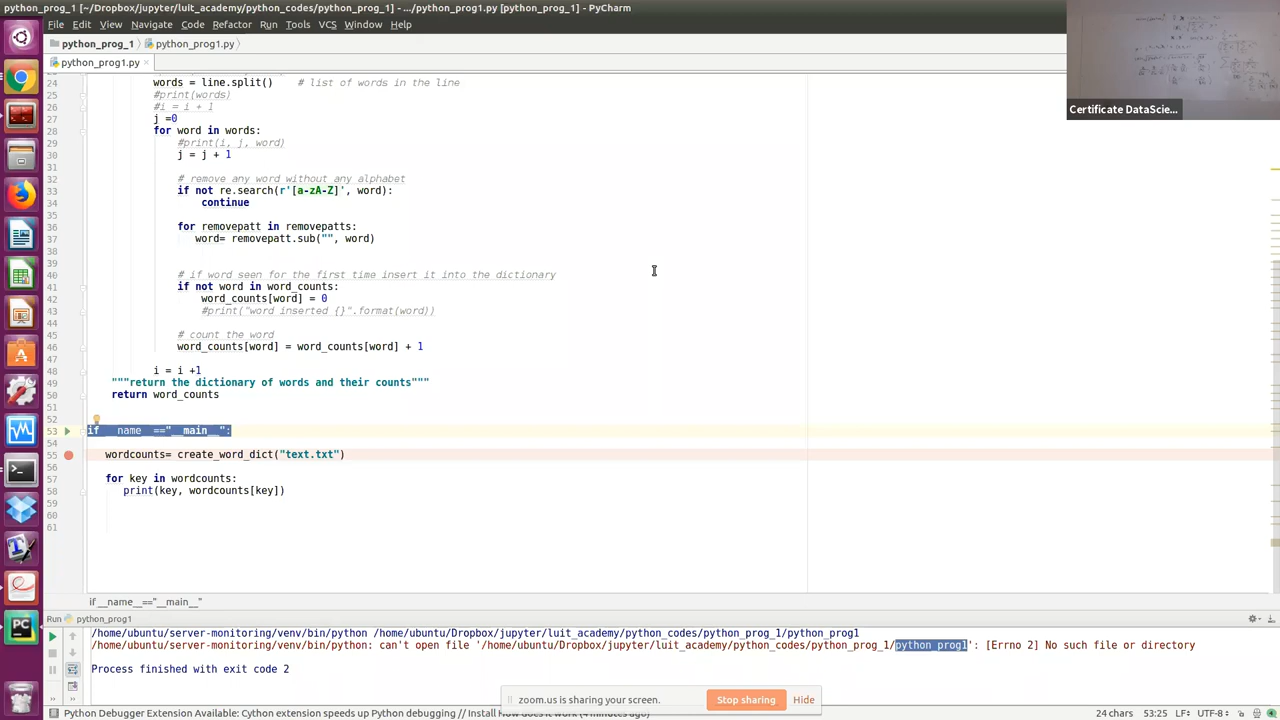 python_prog_1 [~/Dropbox/jupyter/luit_academy/python_codes/python_prog_1] - .../python_prog1.py [python_prog_1] - PyCharm
File Edit View Navigate Code Refactor Run Tools VCS Window Help
python_prog_1 python_prog1.py
python_prog1.py
24 words = line.split() # list of words in the line
25 #print(words)
26 #i = i + 1
27 j =0
28 for word in words:
29 #print(i, j, word)
30 j = j + 1
31
32 # remove any word without any alphabet
33 if not re.search(r'[a-zA-Z]', word):
34 continue
35
36 for removepatt in removepatts:
37 word= removepatt.sub("", word)
38
39
40 # if word seen for the first time insert it into the dictionary
41 if not word in word_counts:
42 word_counts[word] = 0
43 #print("word inserted {}".format(word))
44
45 # count the word
46 word_counts[word] = word_counts[word] + 1
47
48 i = i +1
49 """return the dictionary of words and their counts"""
50 return word_counts
51
52
53 if __name__=="__main__":
54
55 wordcounts= create_word_dict("text.txt")
56
57 for key in wordcounts:
58 print(key, wordcounts[key])
59
60
61
if __name__=="__main__"
Run python_prog1
/home/ubuntu/server-monitoring/venv/bin/python /home/ubuntu/Dropbox/jupyter/luit_academy/python_codes/python_prog_1/python_prog1
/home/ubuntu/server-monitoring/venv/bin/python: can't open file '/home/ubuntu/Dropbox/jupyter/luit_academy/python_codes/python_prog_1/python_prog1': [Errno 2] No such file or directory
Process finished with exit code 2
zoom.us is sharing your screen. Stop sharing Hide
Python Debugger Extension Available: Cython extension speeds up Python debugging // Install How does it work (4 minutes ago)
24 chars 53:25 LF UTF-8
Certificate DataScie...